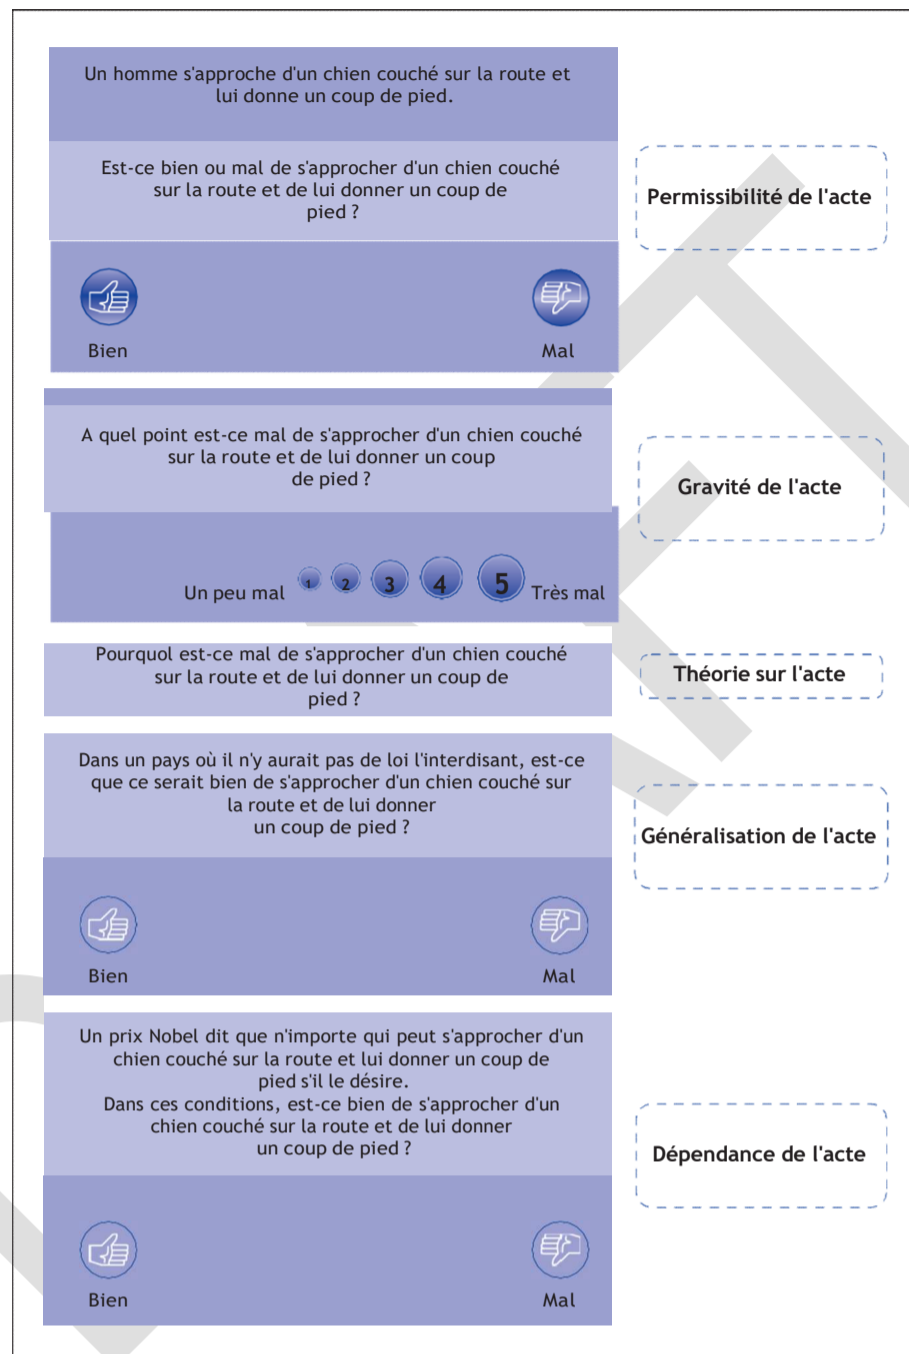 Un homme s'approche d'un chien couché sur la route et
lui donne un coup de pied.
Est-ce bien ou mal de s'approcher d'un chien couché
sur la route et de lui donner un coup de
pied ?
Permissibilité de l'acte
Bien
Mal
A quel point est-ce mal de s'approcher d'un chien couché
sur la route et de lui donner un coup
de pied ?
Gravité de l'acte
Un peu mal 1 2 3 4 5 Très mal
Pourquol est-ce mal de s'approcher d'un chien couché
sur la route et de lui donner un coup de
pied ?
Théorie sur l'acte
Dans un pays où il n'y aurait pas de loi l'interdisant, est-ce
que ce serait bien de s'approcher d'un chien couché sur
la route et de lui donner
un coup de pied ?
Généralisation de l'acte
Bien
Mal
Un prix Nobel dit que n'importe qui peut s'approcher d'un
chien couché sur la route et lui donner un coup de
pied s'il le désire.
Dans ces conditions, est-ce bien de s'approcher d'un
chien couché sur la route et de lui donner
un coup de pied ?
Dépendance de l'acte
Bien
Mal